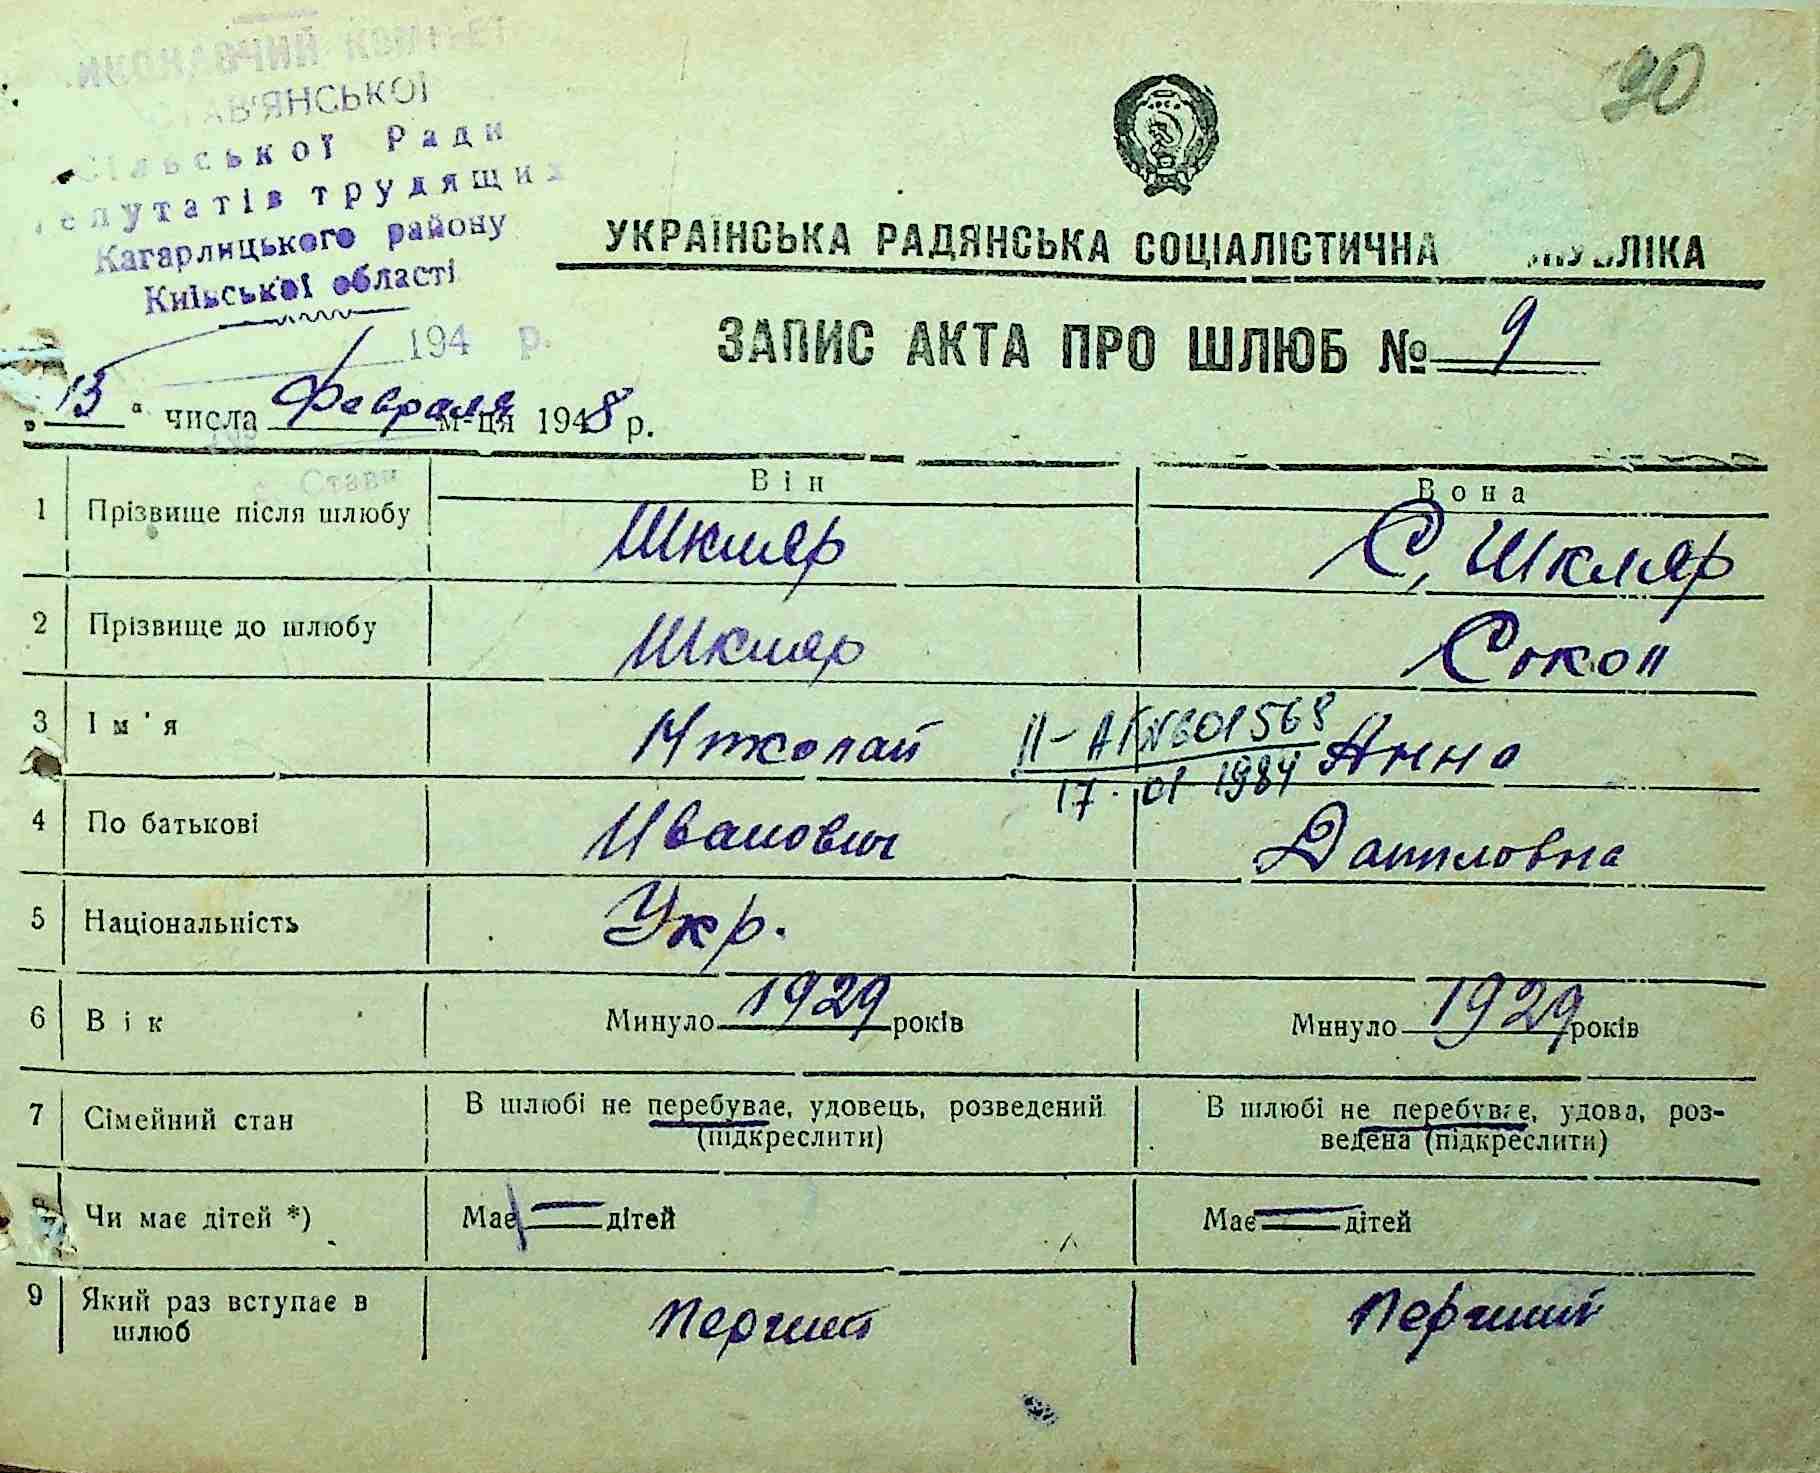 90
ВИКОНАВЧИЙ КОМІТЕТ
СТАВ'ЯНСЬКОЇ
Сільської Ради
Депутатів трудящих
Кагарлицького району
Київської області
194 р.
с. Стави
УКРАЇНСЬКА РАДЯНСЬКА СОЦІАЛІСТИЧНА РЕСПУБЛІКА
ЗАПИС АКТА ПРО ШЛЮБ № 9
„13“ числа Февраля м-ця 1948 р.
Він Вона
1 Прізвище після шлюбу Шкляр С. Шкляр
2 Прізвище до шлюбу Шкляр Сокол
3 Ім'я Николай Анна
II-АГ №601568
17.01 1984
4 По батькові Иванович Даниловна
5 Національність Укр.
6 Вік Минуло 1929 років Минуло 1929 років
7 Сімейний стан В шлюбі не перебуває, удовець, розведений (підкреслити) В шлюбі не перебуває, удова, роз-
ведена (підкреслити)
8 Чи має дітей *) Має — дітей Має — дітей
9 Який раз вступає в шлюб Перший Перший